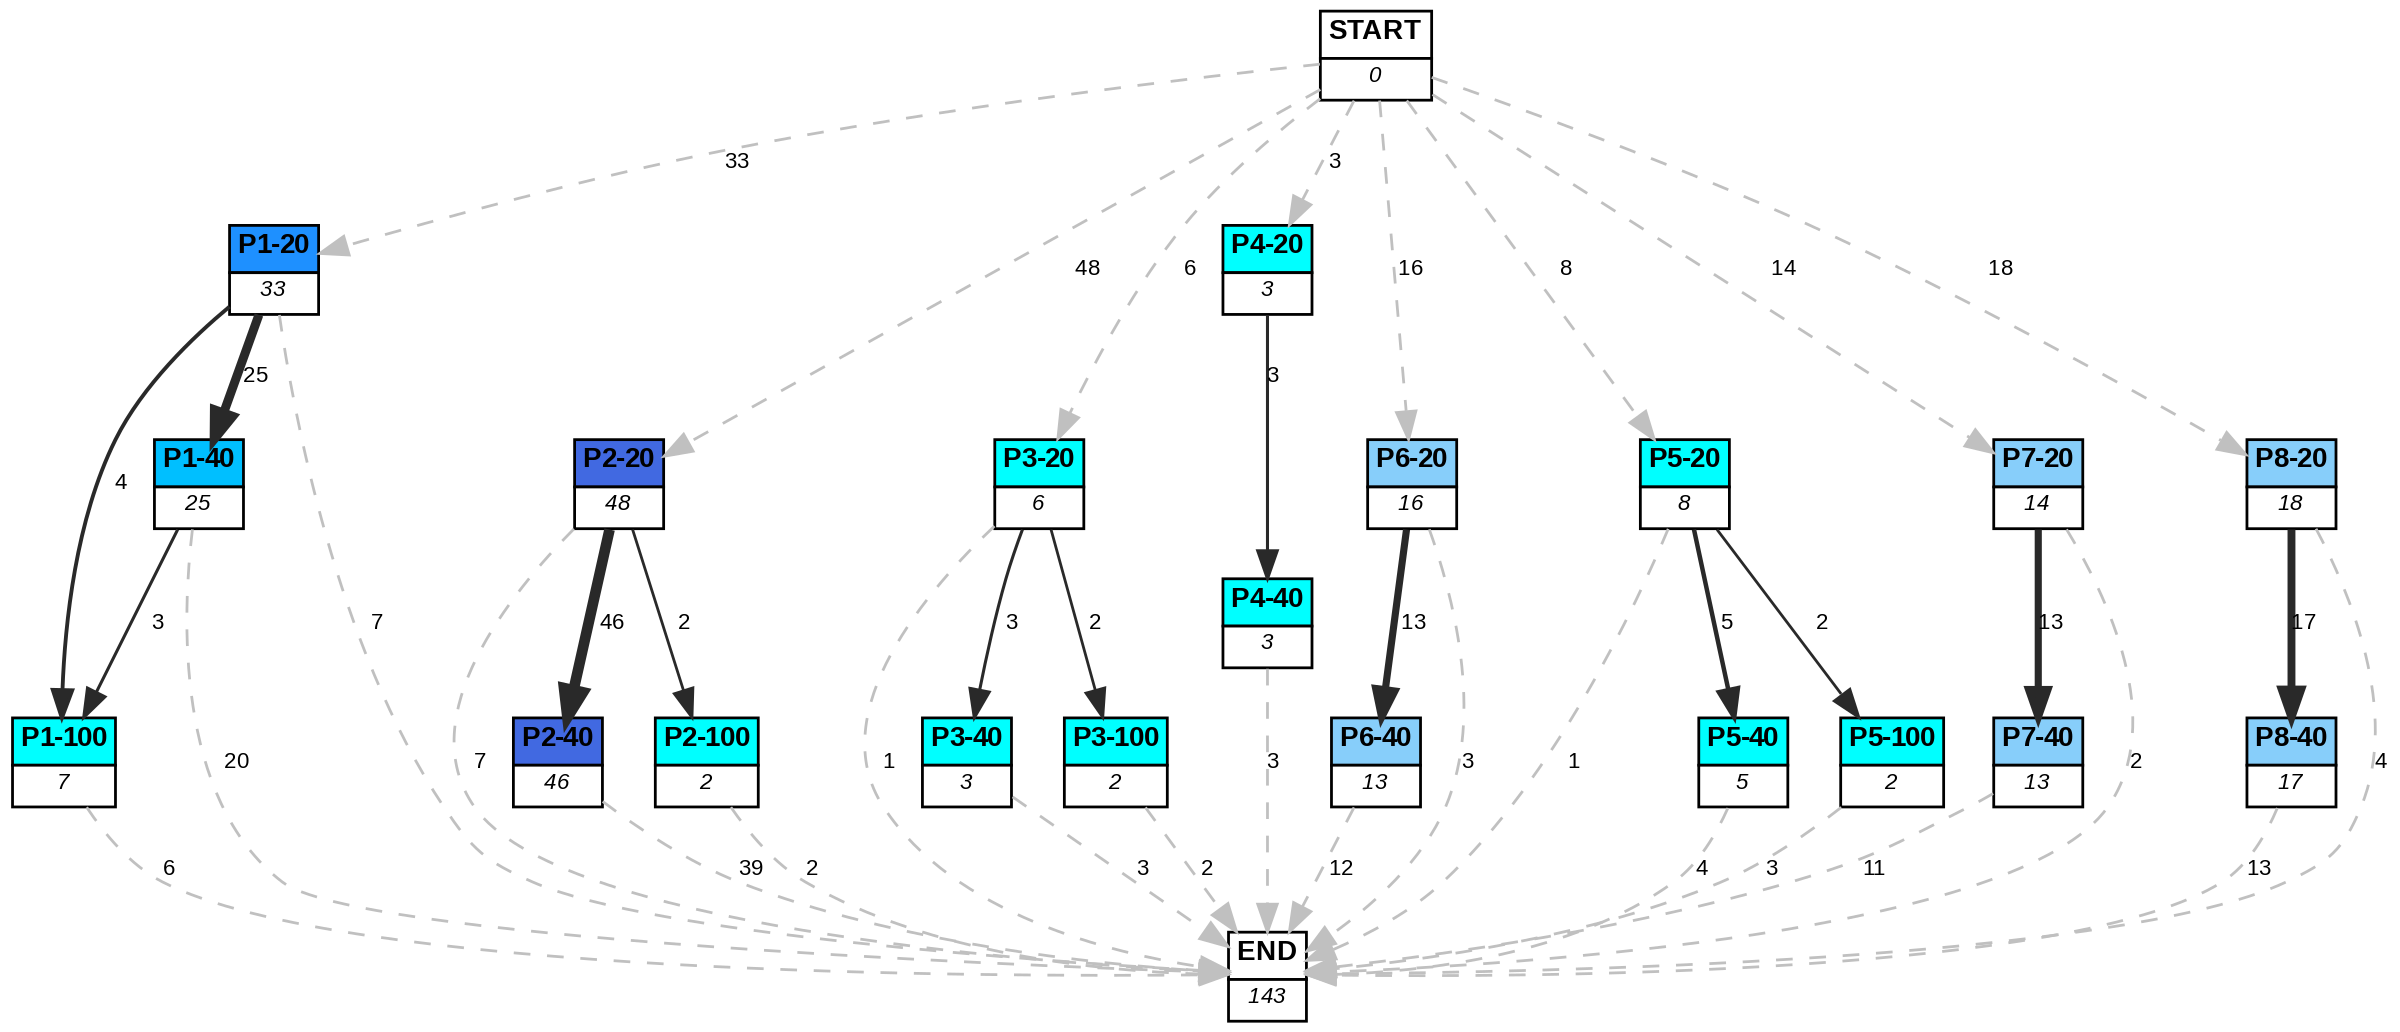 START
0
33
3
P1-20
33
P4-20
3
48
6
16
8
14
18
25
3
P1-40
25
P2-20
48
P3-20
6
P6-20
16
P5-20
8
P7-20
14
P8-20
18
4
P4-40
3
3
7
46
2
3
2
13
5
2
13
17
P1-100
7
P2-40
46
P2-100
2
P3-40
3
P3-100
2
P6-40
13
P5-40
5
P5-100
2
P7-40
13
P8-40
17
20
7
1
3
3
1
2
4
6
39
2
3
2
12
4
3
11
13
END
143